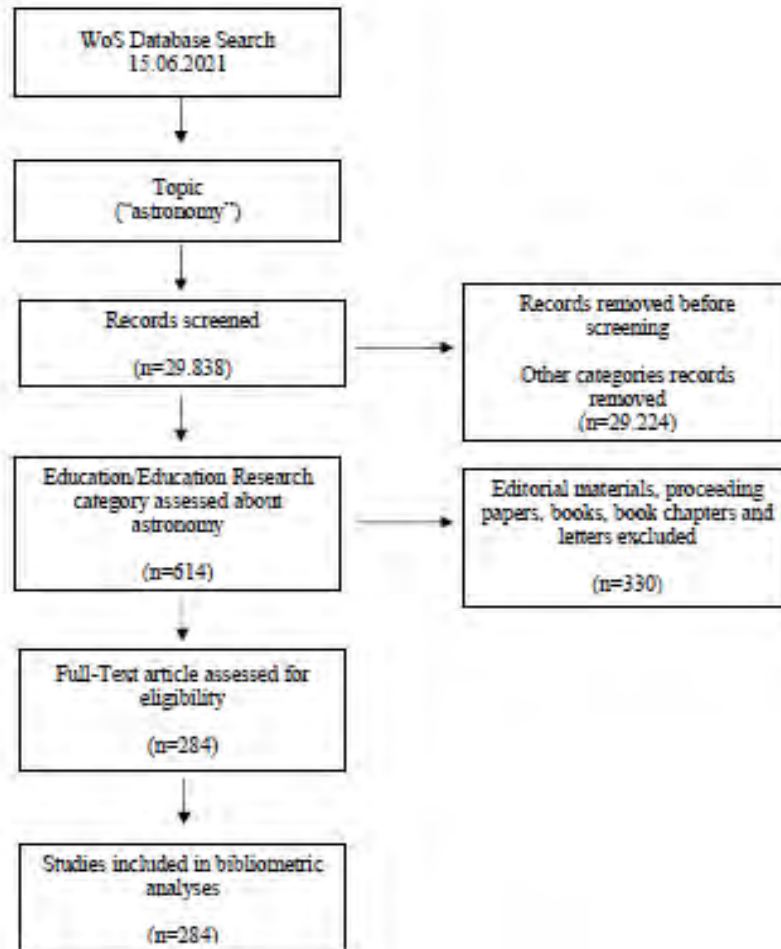 WoS Database Search
15.06.2021
Topic
("astronomy")
Records screened
(n=29.838)
Records removed before
screening
Other categories records
removed
(n=29.224)
Education/Education Research
category assessed about
astronomy
(n=614)
Editorial materials, proceeding
papers, books, book chapters and
letters excluded
(n=330)
Full-Text article assessed for
eligibility
(n=284)
Studies included in bibliometric
analyses
(n=284)